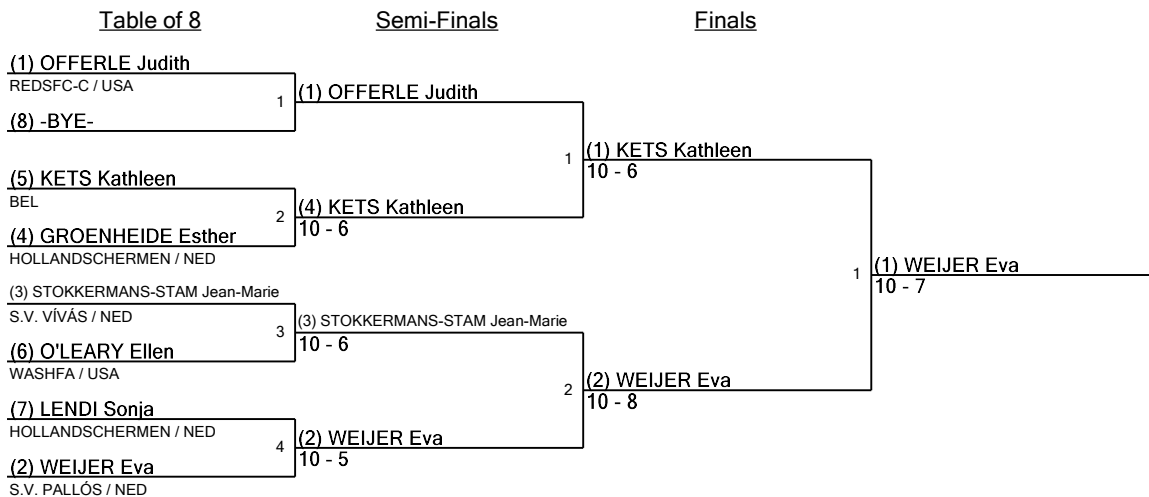 Table of 8
Semi-Finals
Finals
(1) OFFERLE Judith
REDSFC-C / USA
1
(8) -BYE-
(5) KETS Kathleen
BEL
2
(4) GROENHEIDE Esther
HOLLANDSCHERMEN / NED
(3) STOKKERMANS-STAM Jean-Marie
S.V. VÍVÁS / NED
3
(6) O'LEARY Ellen
WASHFA / USA
(7) LENDI Sonja
HOLLANDSCHERMEN / NED
4
(2) WEIJER Eva
S.V. PALLÓS / NED
(1) OFFERLE Judith
1
(4) KETS Kathleen
10 - 6
(3) STOKKERMANS-STAM Jean-Marie
10 - 6
2
(2) WEIJER Eva
10 - 5
(1) KETS Kathleen
10 - 6
1
(2) WEIJER Eva
10 - 8
(1) WEIJER Eva
10 - 7